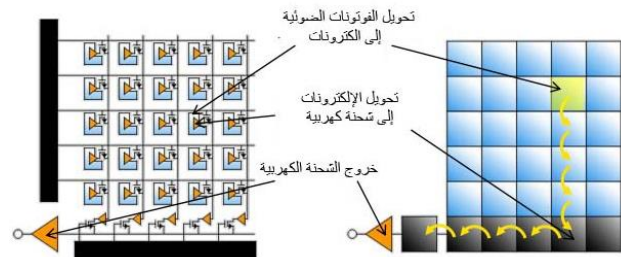 تحويل الفوتونات الضوئية
إلى الكترونات
تحويل الإلكترونات
إلى شحنة كهربية
خروج الشحنة الكهربية